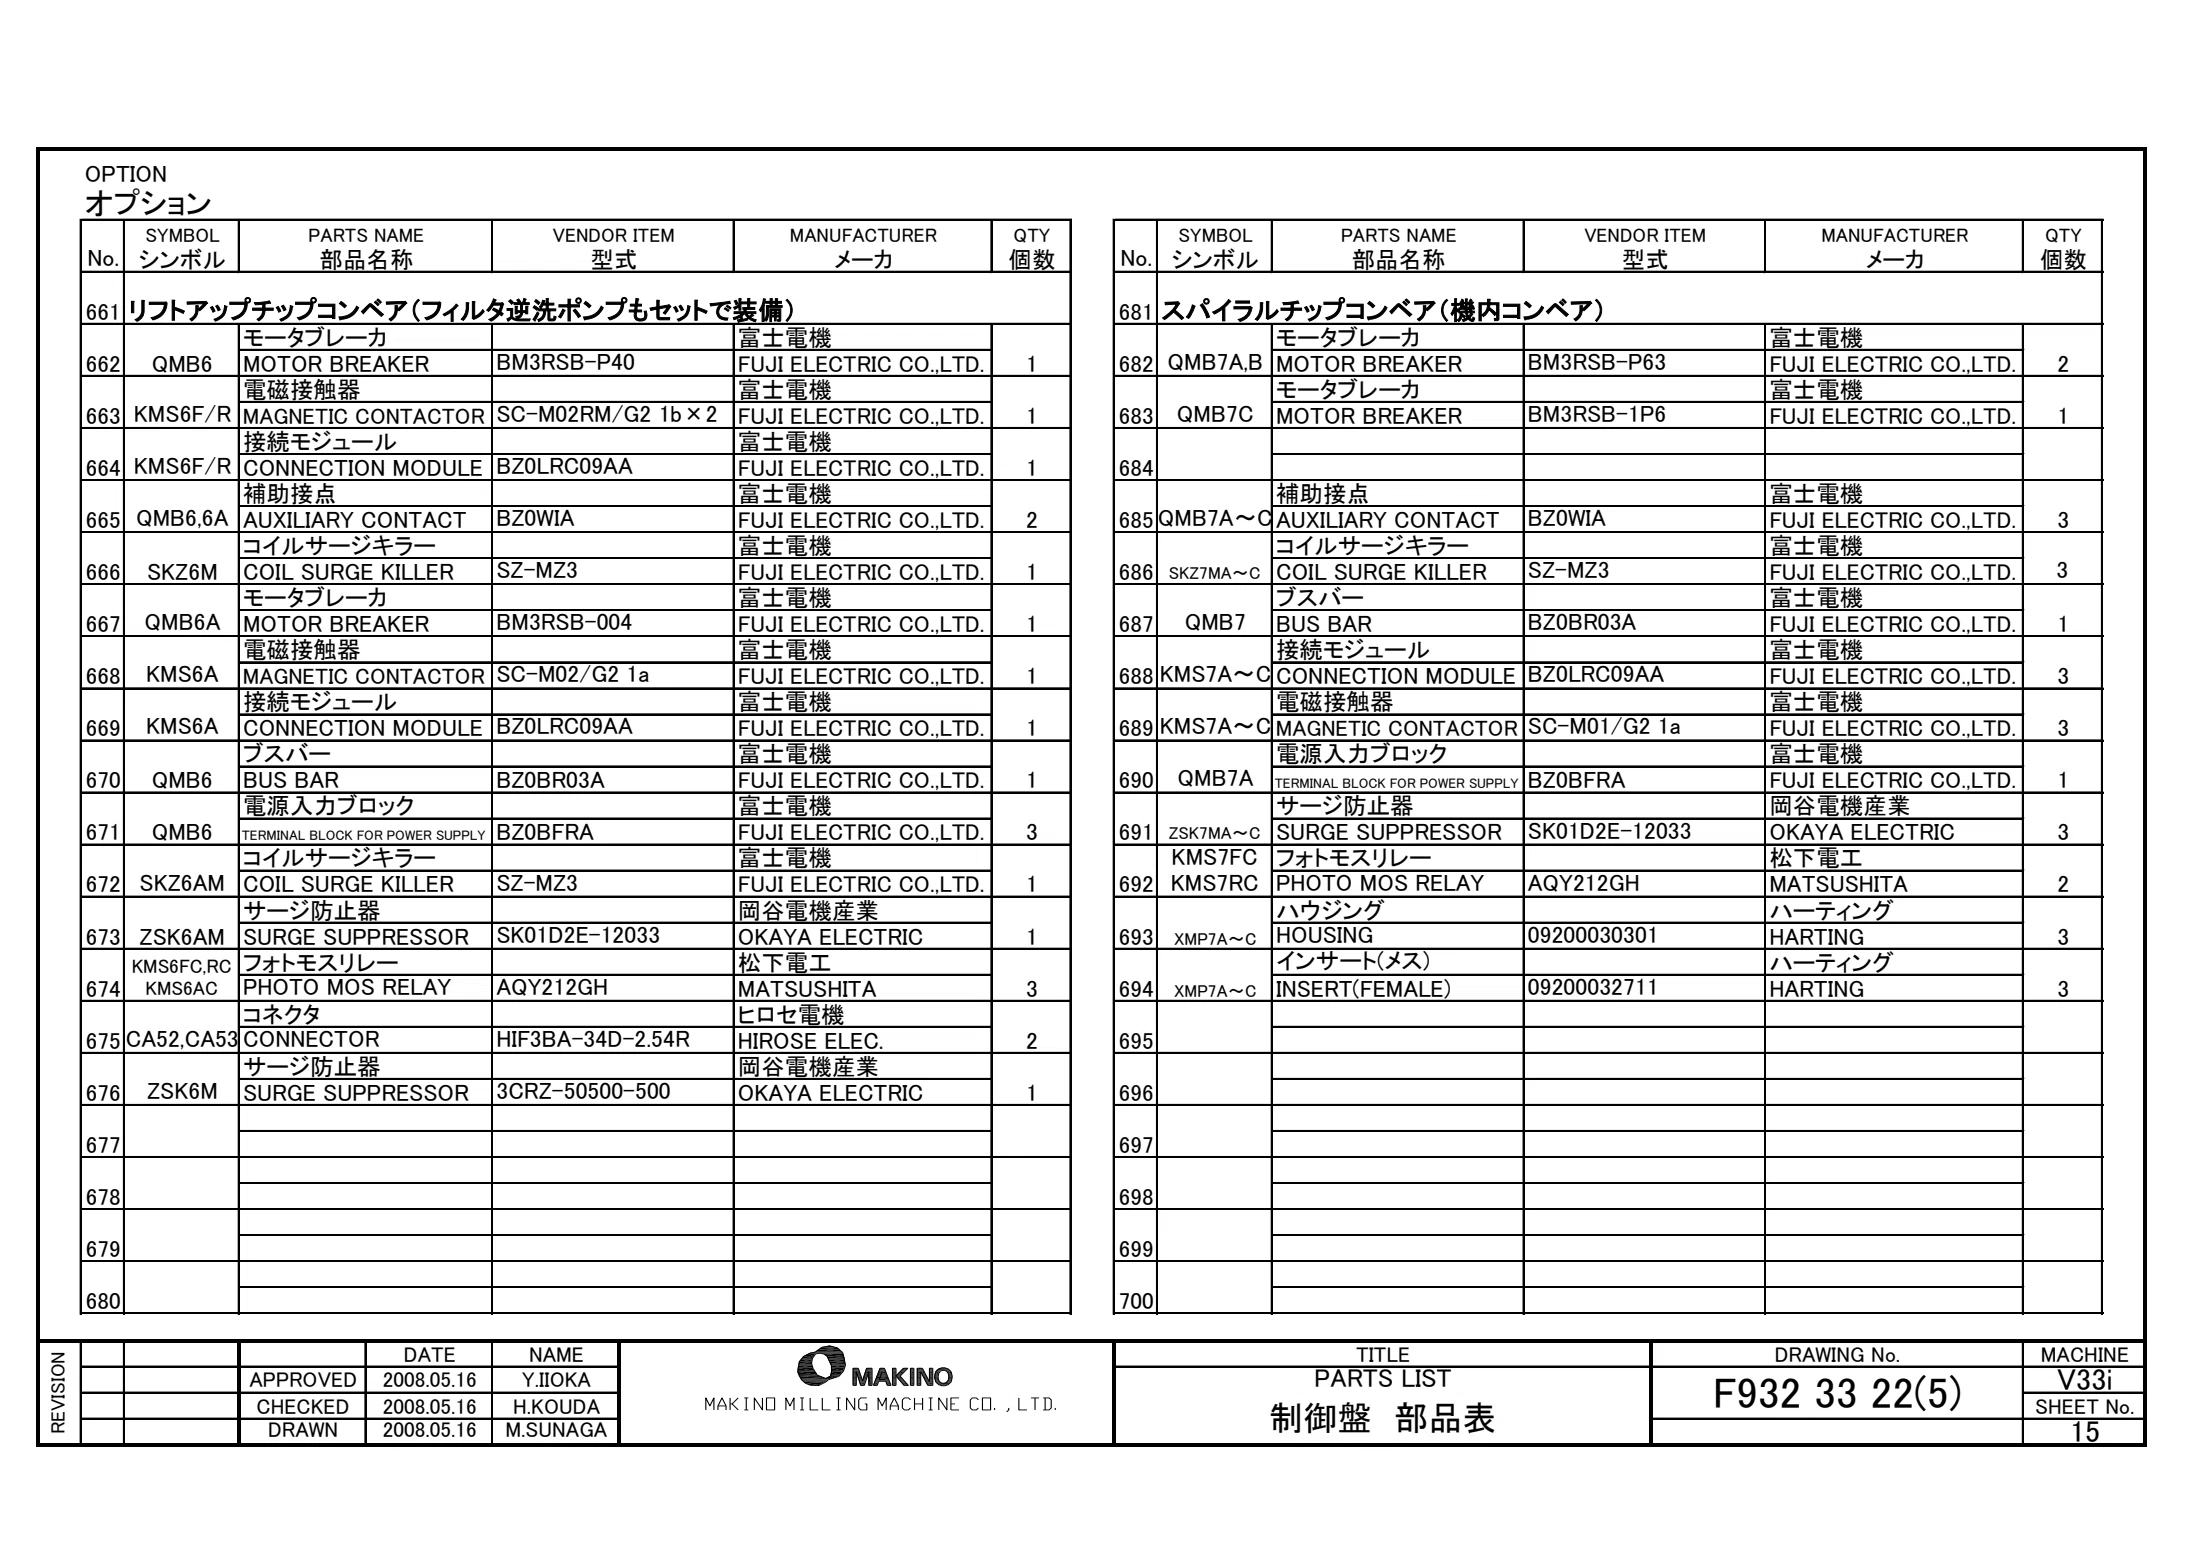 OPTION
オプション
No. SYMBOL シンボル PARTS NAME 部品名称 VENDOR ITEM 型式 MANUFACTURER メーカ QTY 個数
661 リフトアップチップコンベア（フィルタ逆洗ポンプもセットで装備）
モータブレーカ 富士電機
662 QMB6 MOTOR BREAKER BM3RSB-P40 FUJI ELECTRIC CO.,LTD. 1
電磁接触器 富士電機
663 KMS6F/R MAGNETIC CONTACTOR SC-M02RM/G2 1b×2 FUJI ELECTRIC CO.,LTD. 1
接続モジュール 富士電機
664 KMS6F/R CONNECTION MODULE BZ0LRC09AA FUJI ELECTRIC CO.,LTD. 1
補助接点 富士電機
665 QMB6,6A AUXILIARY CONTACT BZ0WIA FUJI ELECTRIC CO.,LTD. 2
コイルサージキラー 富士電機
666 SKZ6M COIL SURGE KILLER SZ-MZ3 FUJI ELECTRIC CO.,LTD. 1
モータブレーカ 富士電機
667 QMB6A MOTOR BREAKER BM3RSB-004 FUJI ELECTRIC CO.,LTD. 1
電磁接触器 富士電機
668 KMS6A MAGNETIC CONTACTOR SC-M02/G2 1a FUJI ELECTRIC CO.,LTD. 1
接続モジュール 富士電機
669 KMS6A CONNECTION MODULE BZ0LRC09AA FUJI ELECTRIC CO.,LTD. 1
ブスバー 富士電機
670 QMB6 BUS BAR BZ0BR03A FUJI ELECTRIC CO.,LTD. 1
電源入力ブロック 富士電機
671 QMB6 TERMINAL BLOCK FOR POWER SUPPLY BZ0BFRA FUJI ELECTRIC CO.,LTD. 3
コイルサージキラー 富士電機
672 SKZ6AM COIL SURGE KILLER SZ-MZ3 FUJI ELECTRIC CO.,LTD. 1
サージ防止器 岡谷電機産業
673 ZSK6AM SURGE SUPPRESSOR SK01D2E-12033 OKAYA ELECTRIC 1
KMS6FC,RC フォトモスリレー 松下電工
674 KMS6AC PHOTO MOS RELAY AQY212GH MATSUSHITA 3
コネクタ ヒロセ電機
675 CA52,CA53 CONNECTOR HIF3BA-34D-2.54R HIROSE ELEC. 2
サージ防止器 岡谷電機産業
676 ZSK6M SURGE SUPPRESSOR 3CRZ-50500-500 OKAYA ELECTRIC 1
677
678
679
680
No. SYMBOL シンボル PARTS NAME 部品名称 VENDOR ITEM 型式 MANUFACTURER メーカ QTY 個数
681 スパイラルチップコンベア（機内コンベア）
モータブレーカ 富士電機
682 QMB7A,B MOTOR BREAKER BM3RSB-P63 FUJI ELECTRIC CO.,LTD. 2
モータブレーカ 富士電機
683 QMB7C MOTOR BREAKER BM3RSB-1P6 FUJI ELECTRIC CO.,LTD. 1
684
補助接点 富士電機
685 QMB7A～C AUXILIARY CONTACT BZ0WIA FUJI ELECTRIC CO.,LTD. 3
コイルサージキラー 富士電機
686 SKZ7MA～C COIL SURGE KILLER SZ-MZ3 FUJI ELECTRIC CO.,LTD. 3
ブスバー 富士電機
687 QMB7 BUS BAR BZ0BR03A FUJI ELECTRIC CO.,LTD. 1
接続モジュール 富士電機
688 KMS7A～C CONNECTION MODULE BZ0LRC09AA FUJI ELECTRIC CO.,LTD. 3
電磁接触器 富士電機
689 KMS7A～C MAGNETIC CONTACTOR SC-M01/G2 1a FUJI ELECTRIC CO.,LTD. 3
電源入力ブロック 富士電機
690 QMB7A TERMINAL BLOCK FOR POWER SUPPLY BZ0BFRA FUJI ELECTRIC CO.,LTD. 1
サージ防止器 岡谷電機産業
691 ZSK7MA～C SURGE SUPPRESSOR SK01D2E-12033 OKAYA ELECTRIC 3
KMS7FC フォトモスリレー 松下電工
692 KMS7RC PHOTO MOS RELAY AQY212GH MATSUSHITA 2
ハウジング ハーティング
693 XMP7A～C HOUSING 09200030301 HARTING 3
インサート(メス) ハーティング
694 XMP7A～C INSERT(FEMALE) 09200032711 HARTING 3
695
696
697
698
699
700
REVISION
DATE NAME
APPROVED 2008.05.16 Y.IIOKA
CHECKED 2008.05.16 H.KOUDA
DRAWN 2008.05.16 M.SUNAGA
MAKINO
MAKINO MILLING MACHINE CO.,LTD.
TITLE
PARTS LIST
制御盤 部品表
DRAWING No.
F932 33 22(5)
MACHINE
V33i
SHEET No.
15